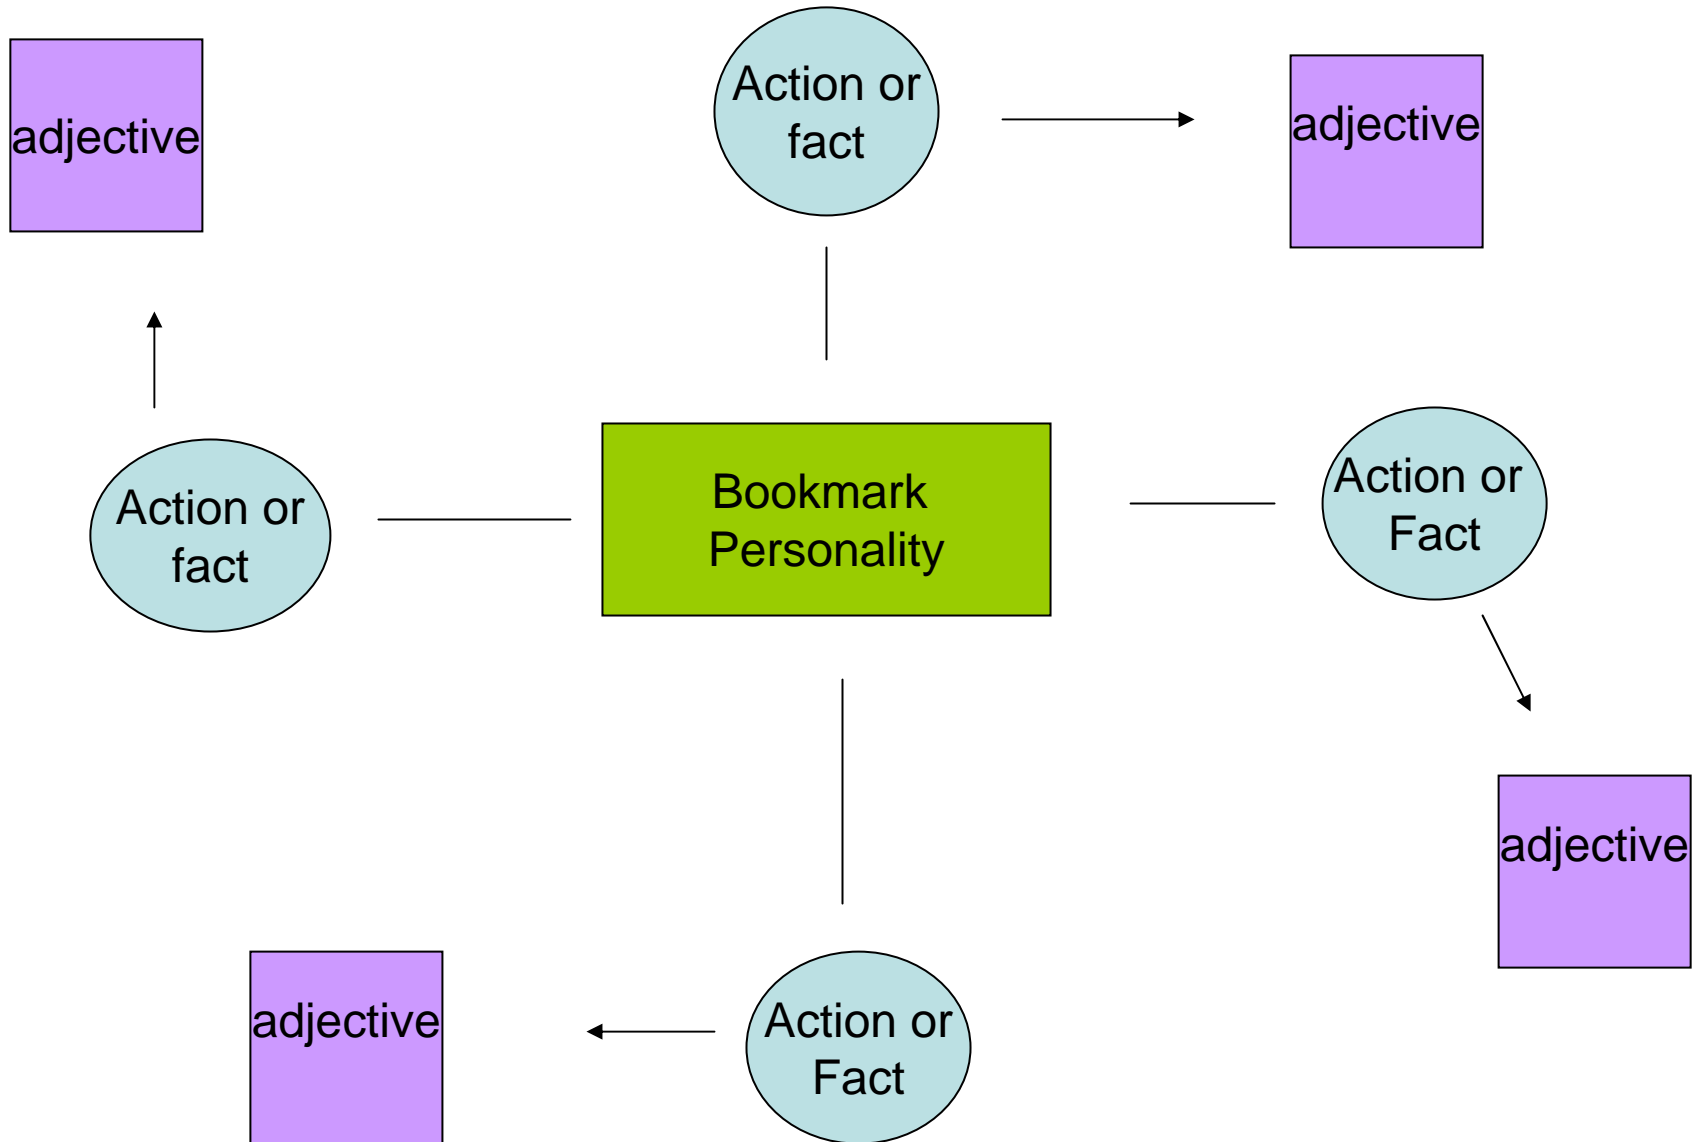 Action or
fact
adjective
adjective
Bookmark
Personality
Action or
Fact
Action or
fact
adjective
adjective
Action or
Fact